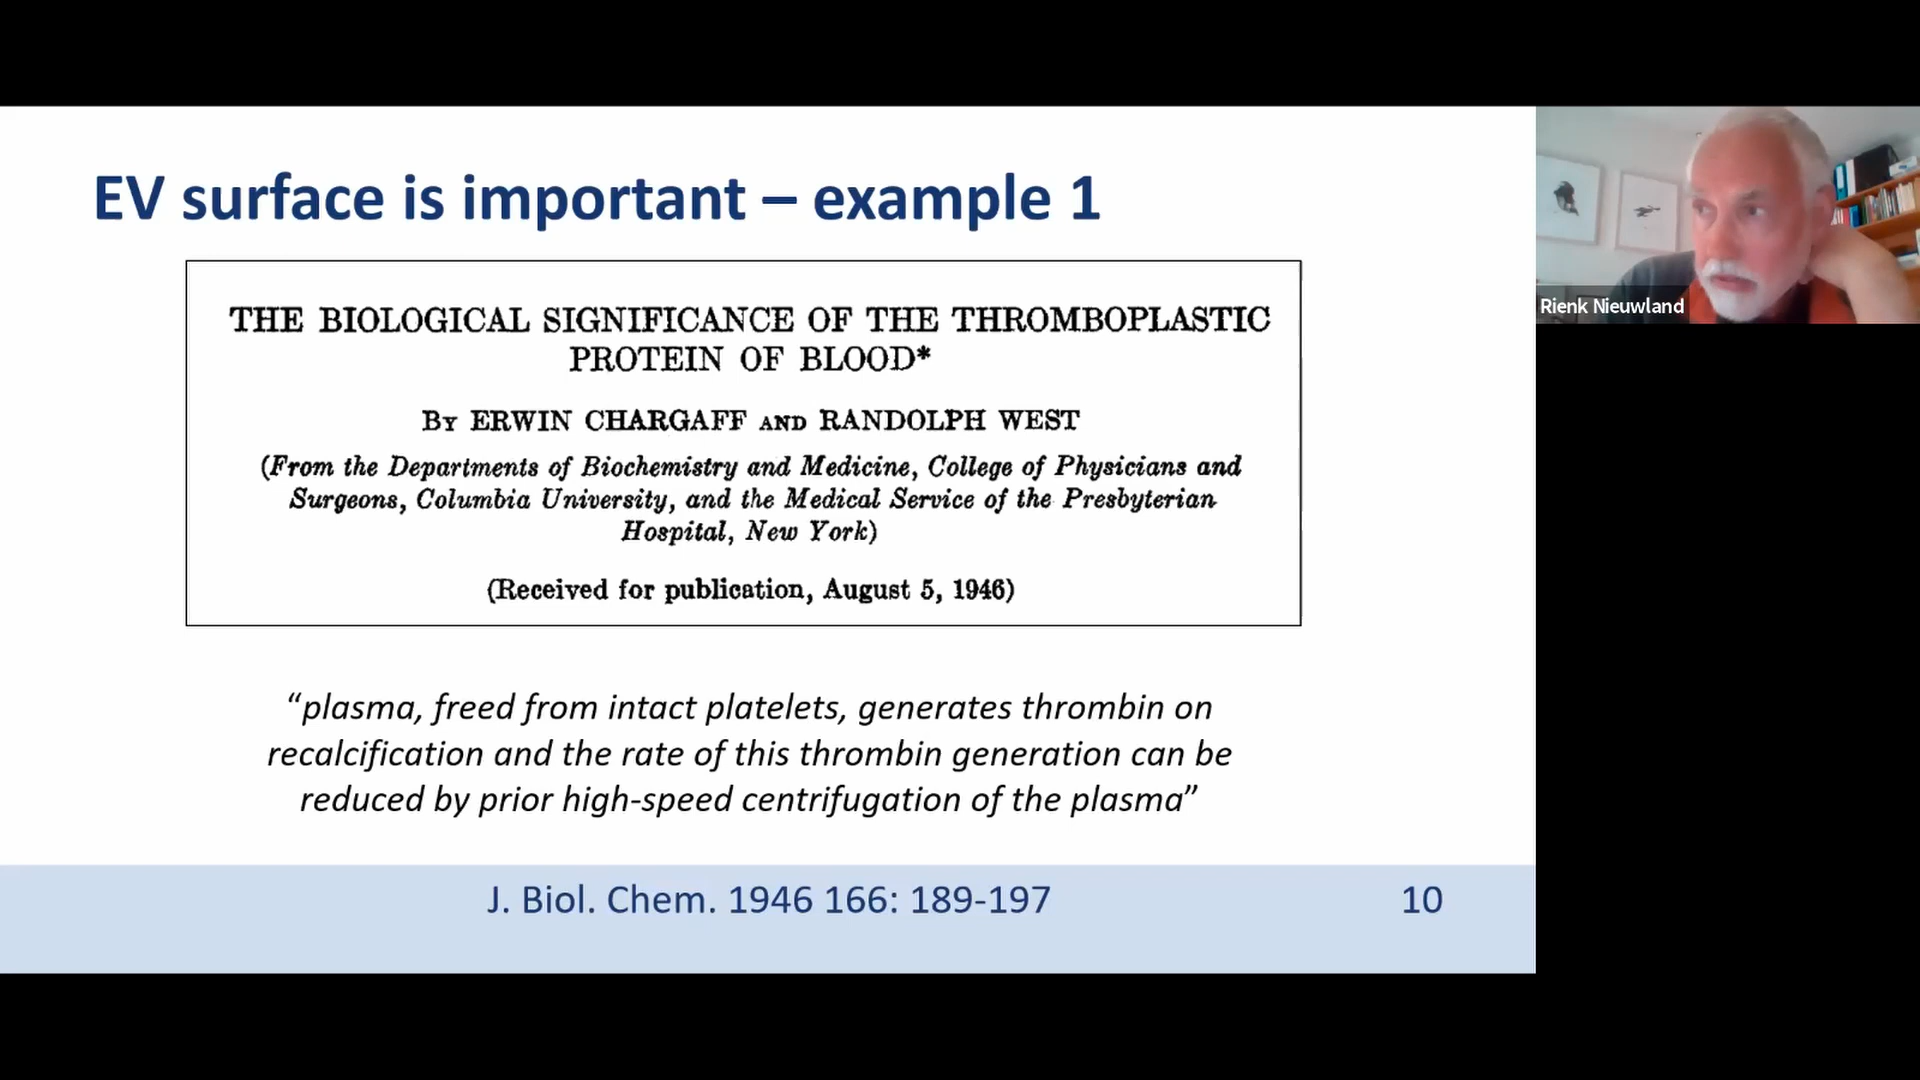 EV surface is important – example 1
THE BIOLOGICAL SIGNIFICANCE OF THE THROMBOPLASTIC
PROTEIN OF BLOOD*
By ERWIN CHARGAFF AND RANDOLPH WEST
(From the Departments of Biochemistry and Medicine, College of Physicians and
Surgeons, Columbia University, and the Medical Service of the Presbyterian
Hospital, New York)
(Received for publication, August 5, 1946)
“plasma, freed from intact platelets, generates thrombin on
recalcification and the rate of this thrombin generation can be
reduced by prior high-speed centrifugation of the plasma”
J. Biol. Chem. 1946 166: 189-197
10
Rienk Nieuwland